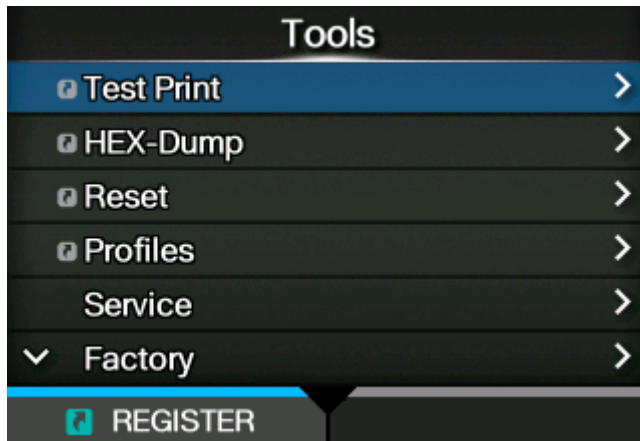 Tools
Test Print
HEX-Dump
Reset
Profiles
Service
Factory
REGISTER